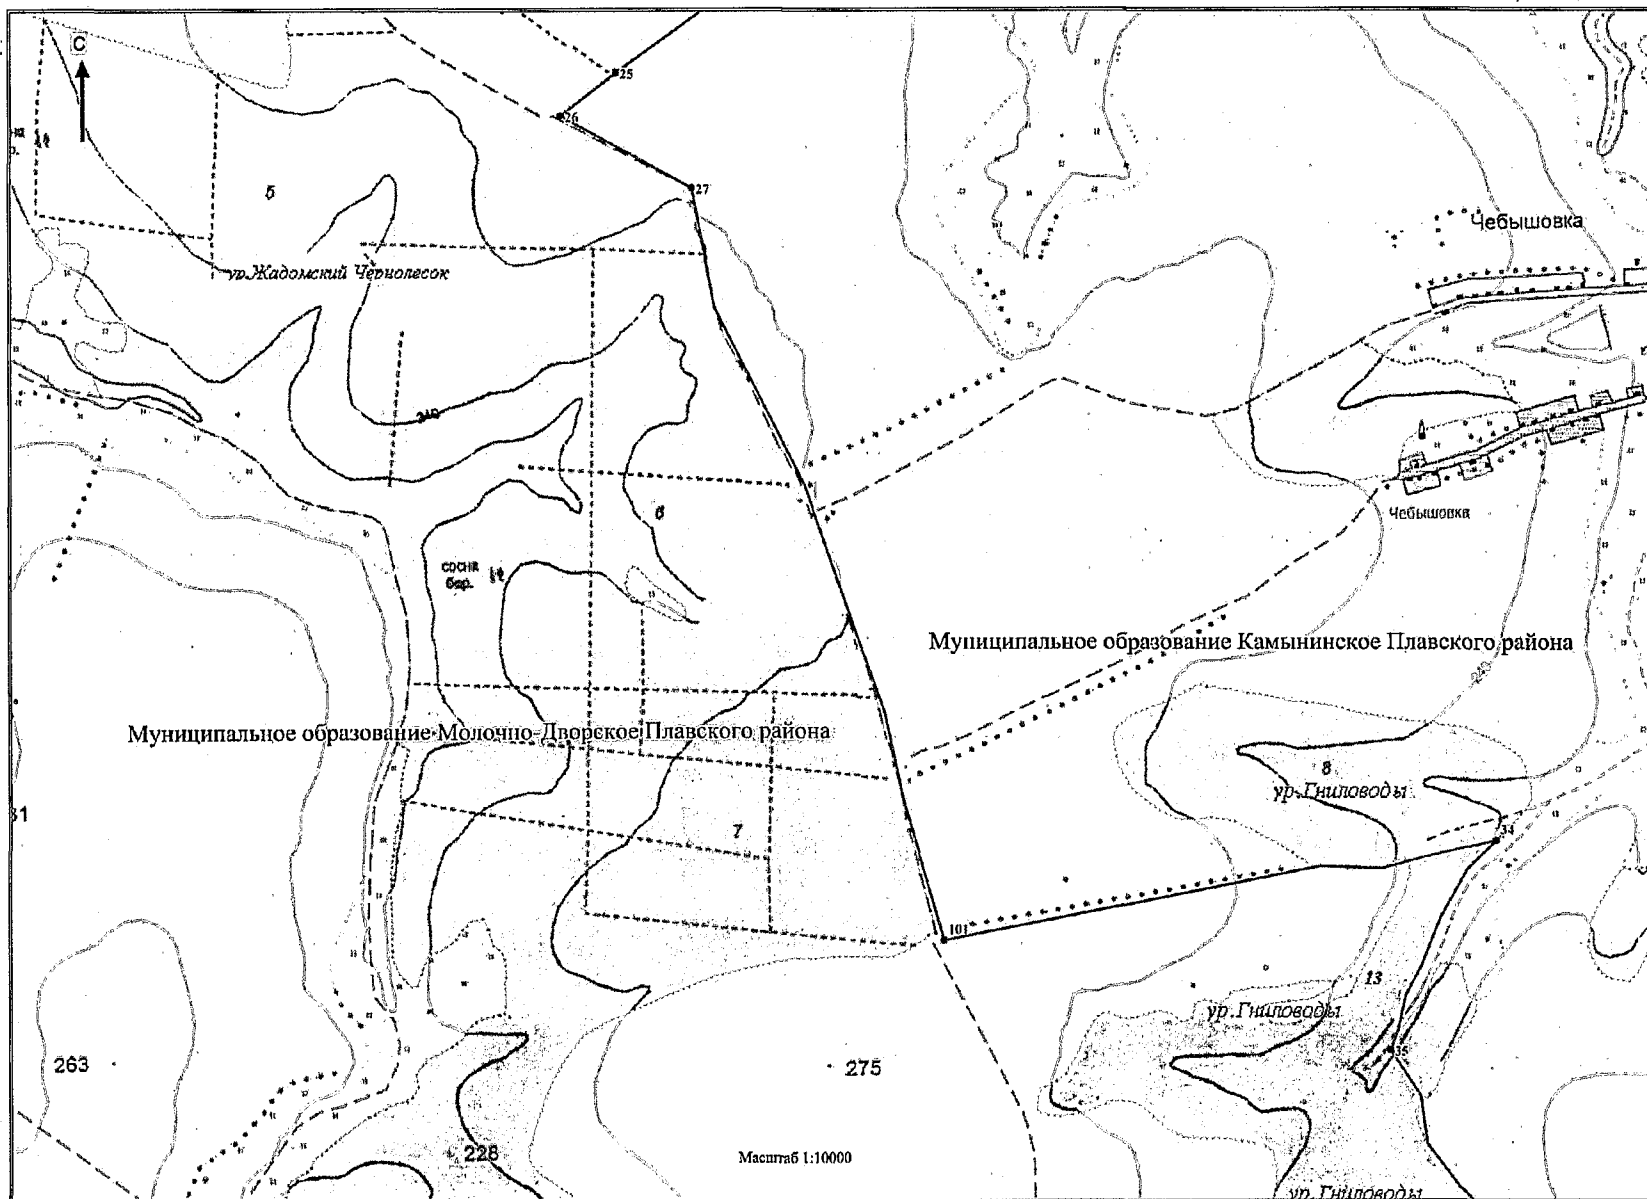 С
25
26
27
5
Чебышовка
ур.Жадомский Чернолесок
240
6
Чебышовка
сосна
бер.
Муниципальное образование Камынинское Плавского района
Муниципальное образование Молочно-Дворское Плавского района
8
ур.Гниловоды
7
34
101
13
ур.Гниловоды
35
263
275
228
Масштаб 1:10000
ур.Гниловоды